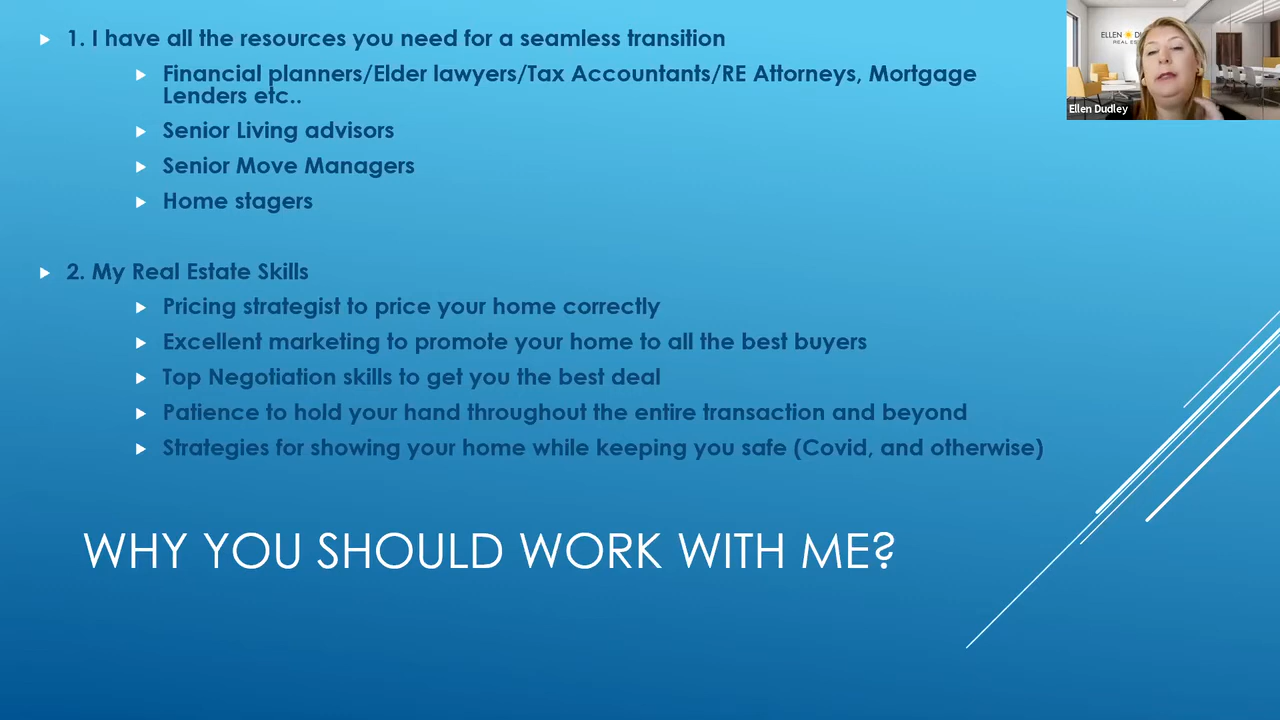 1. I have all the resources you need for a seamless transition
Financial planners/Elder lawyers/Tax Accountants/RE Attorneys, Mortgage
Lenders etc..
Senior Living advisors
Senior Move Managers
Home stagers
2. My Real Estate Skills
Pricing strategist to price your home correctly
Excellent marketing to promote your home to all the best buyers
Top Negotiation skills to get you the best deal
Patience to hold your hand throughout the entire transaction and beyond
Strategies for showing your home while keeping you safe (Covid, and otherwise)
WHY YOU SHOULD WORK WITH ME?
ELLEN
Ellen Dudley